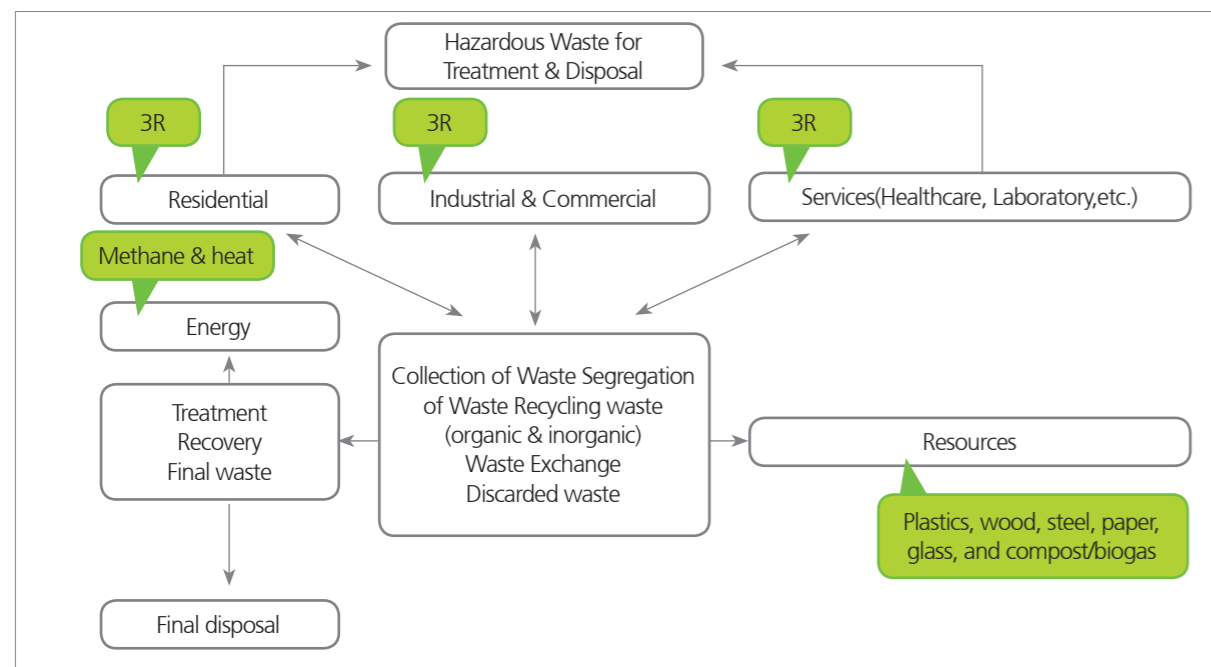 Hazardous Waste for
Treatment & Disposal
3R
3R
3R
Residential
Industrial & Commercial
Services(Healthcare, Laboratory,etc.)
Methane & heat
Energy
Collection of Waste Segregation
of Waste Recycling waste
(organic & inorganic)
Waste Exchange
Discarded waste
Treatment
Recovery
Final waste
Resources
Plastics, wood, steel, paper,
glass, and compost/biogas
Final disposal